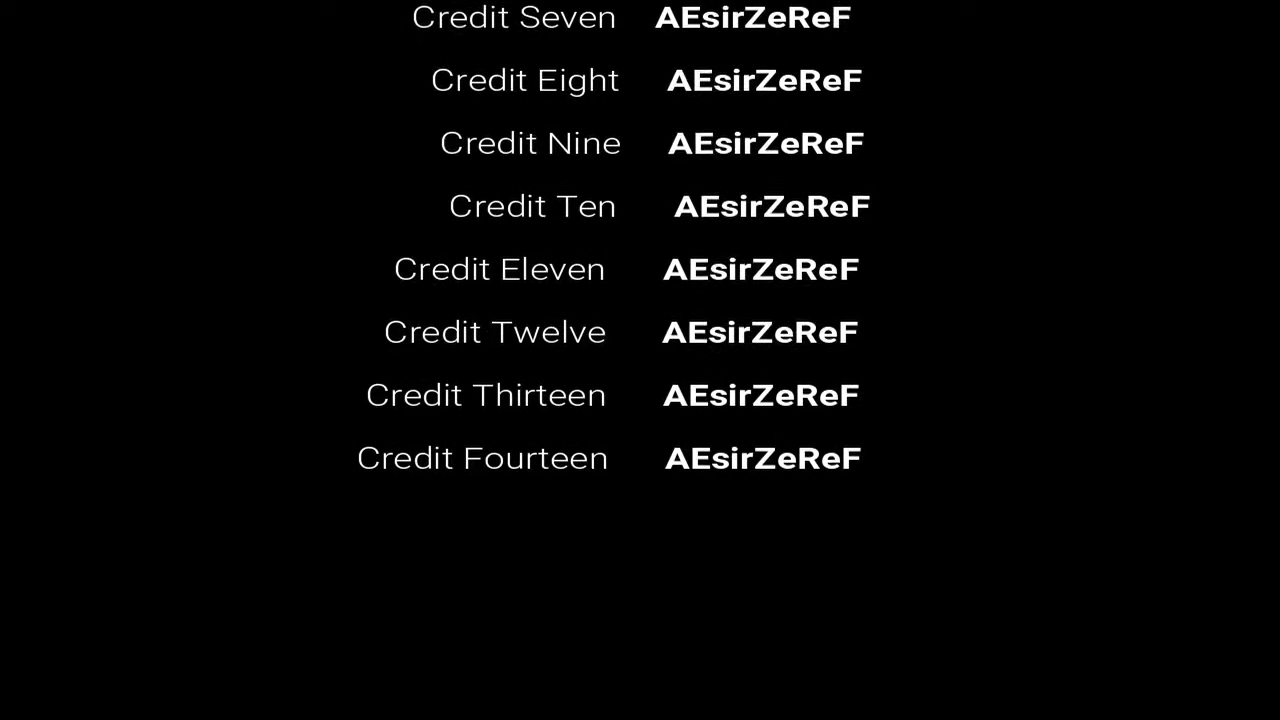 Credit Seven AEsirZeReF
Credit Eight AEsirZeReF
Credit Nine AEsirZeReF
Credit Ten AEsirZeReF
Credit Eleven AEsirZeReF
Credit Twelve AEsirZeReF
Credit Thirteen AEsirZeReF
Credit Fourteen AEsirZeReF